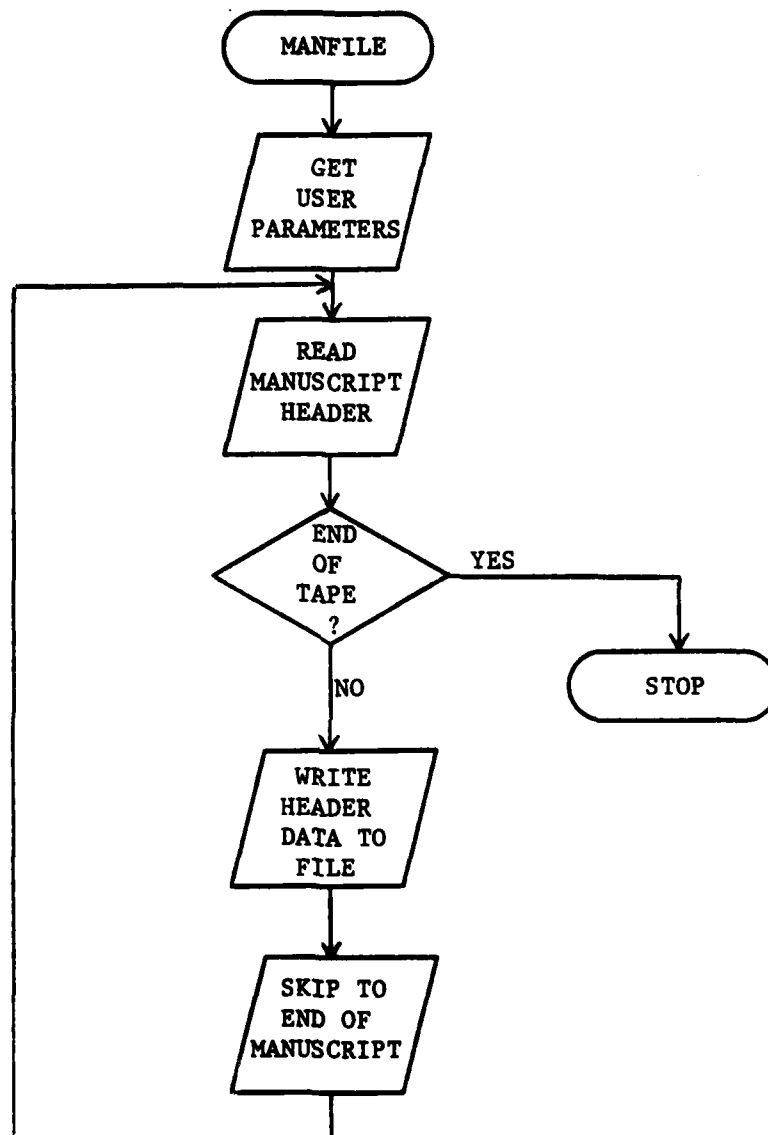 MANFILE
GET
USER
PARAMETERS
READ
MANUSCRIPT
HEADER
END
OF
TAPE
?
YES
STOP
NO
WRITE
HEADER
DATA TO
FILE
SKIP TO
END OF
MANUSCRIPT